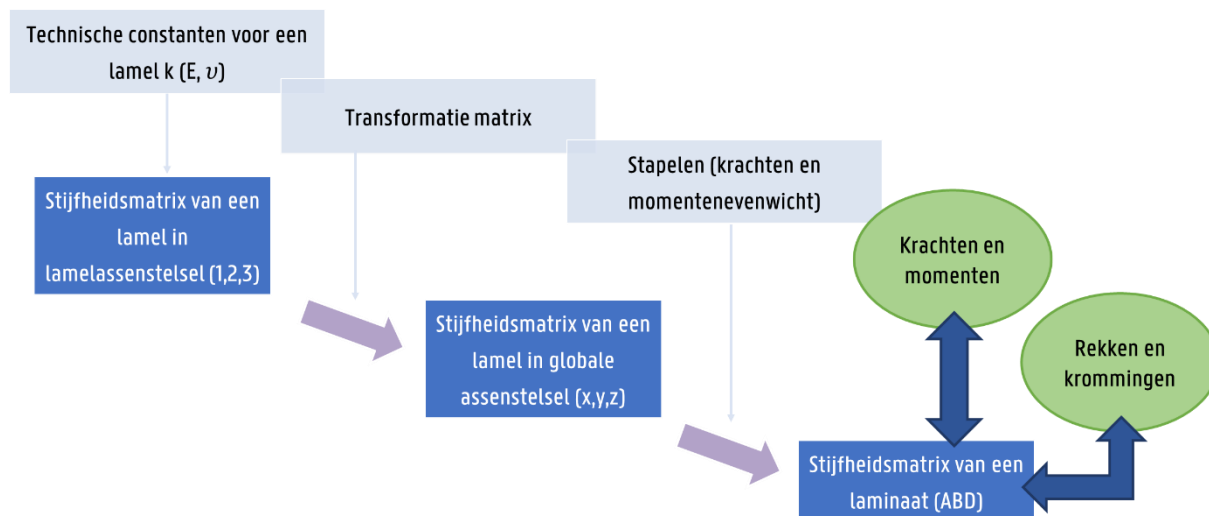 Technische constanten voor een
lamel k (E, υ)
Transformatie matrix
Stapelen (krachten en
momentenevenwicht)
Stijfheidsmatrix van een
lamel in
lamelassenstelsel (1,2,3)
Krachten en
momenten
Stijfheidsmatrix van een
lamel in globale
assenstelsel (x,y,z)
Rekken en
krommingen
Stijfheidsmatrix van een
laminaat (ABD)